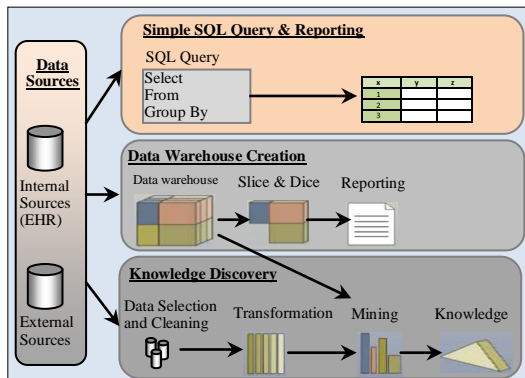 Data
Sources
Internal
Sources
(EHR)
External
Sources
Simple SQL Query & Reporting
SQL Query
Select
From
Group By
x y z
1
2
3
Data Warehouse Creation
Data warehouse
Slice & Dice
Reporting
Knowledge Discovery
Data Selection
and Cleaning
Transformation
Mining
Knowledge